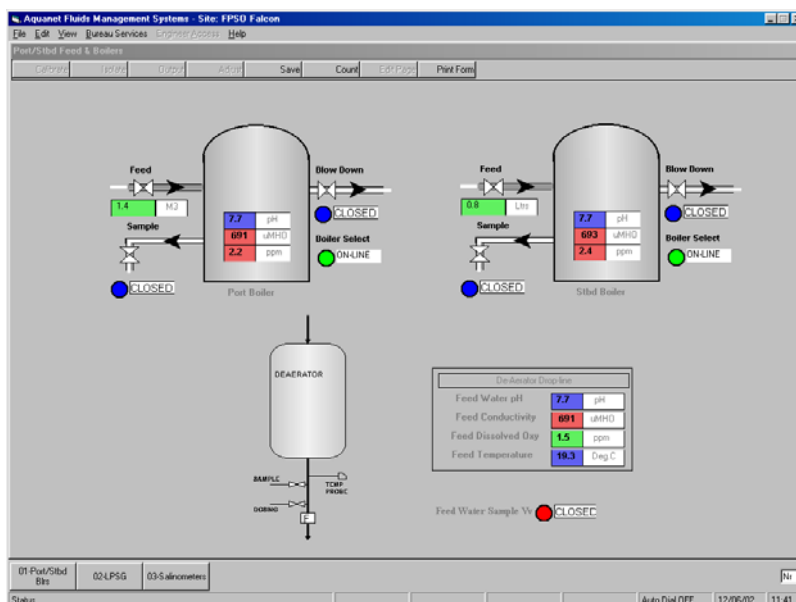 Aquanet Fluids Management Systems - Site: FPSO Falcon
File Edit View Bureau Services Engineer Access Help
Port/Stbd Feed & Boilers
Calibrate Isolate Output Adjust Save Count Edit Page Print Form
Feed Blow Down Feed Blow Down
1.4 M3 CLOSED 0.8 Ltrs CLOSED
7.7 pH 7.7 pH
Sample 691 uMHO Boiler Select Sample 693 uMHO Boiler Select
2.2 ppm ON-LINE 2.4 ppm ON-LINE
CLOSED Port Boiler CLOSED Stbd Boiler
DEAERATOR
De-Aerator Drop-line
Feed Water pH 7.7 pH
Feed Conductivity 691 uMHO
Feed Dissolved Oxy 1.5 ppm
Feed Temperature 19.3 Deg.C
SAMPLE TEMP PROBE
DOSING F
Feed Water Sample Vv CLOSED
01-Port/Stbd Blrs 02-LPSG 03-Salinometers
Status Auto Dial OFF 12/06/02 11:41